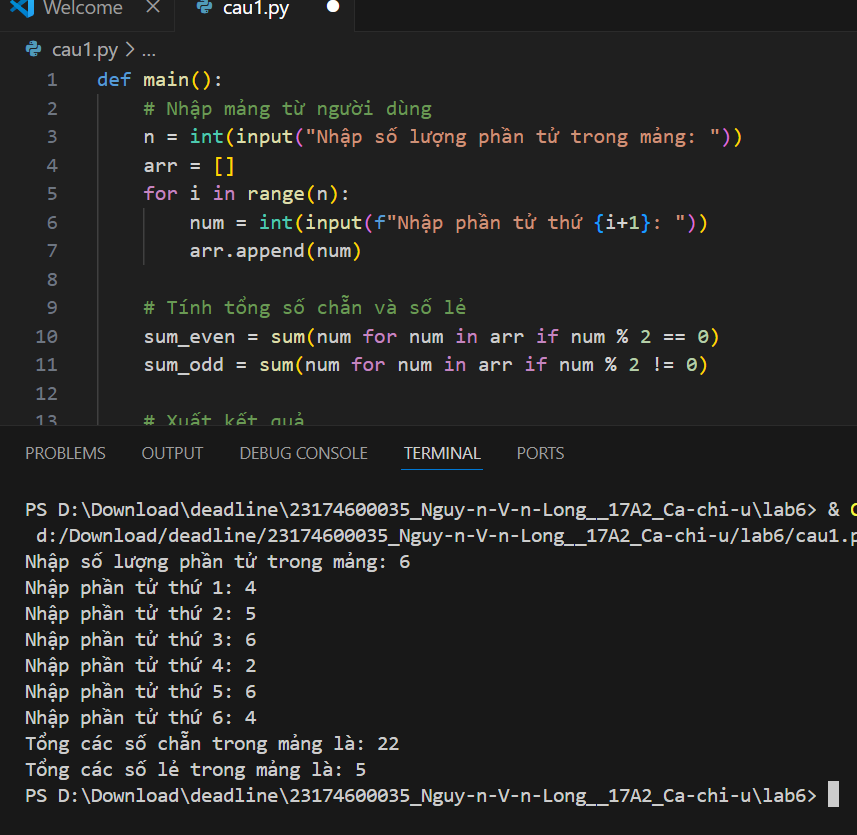 Welcome cau1.py
cau1.py > ...
1 def main():
2 # Nhập mảng từ người dùng
3 n = int(input("Nhập số lượng phần tử trong mảng: "))
4 arr = []
5 for i in range(n):
6 num = int(input(f"Nhập phần tử thứ {i+1}: "))
7 arr.append(num)
8
9 # Tính tổng số chẵn và số lẻ
10 sum_even = sum(num for num in arr if num % 2 == 0)
11 sum_odd = sum(num for num in arr if num % 2 != 0)
12
13 # Xuất kết quả
PROBLEMS OUTPUT DEBUG CONSOLE TERMINAL PORTS
PS D:\Download\deadline\23174600035_Nguy-n-V-n-Long__17A2_Ca-chi-u\lab6> & C
d:/Download/deadline/23174600035_Nguy-n-V-n-Long__17A2_Ca-chi-u/lab6/cau1.p
Nhập số lượng phần tử trong mảng: 6
Nhập phần tử thứ 1: 4
Nhập phần tử thứ 2: 5
Nhập phần tử thứ 3: 6
Nhập phần tử thứ 4: 2
Nhập phần tử thứ 5: 6
Nhập phần tử thứ 6: 4
Tổng các số chẵn trong mảng là: 22
Tổng các số lẻ trong mảng là: 5
PS D:\Download\deadline\23174600035_Nguy-n-V-n-Long__17A2_Ca-chi-u\lab6>